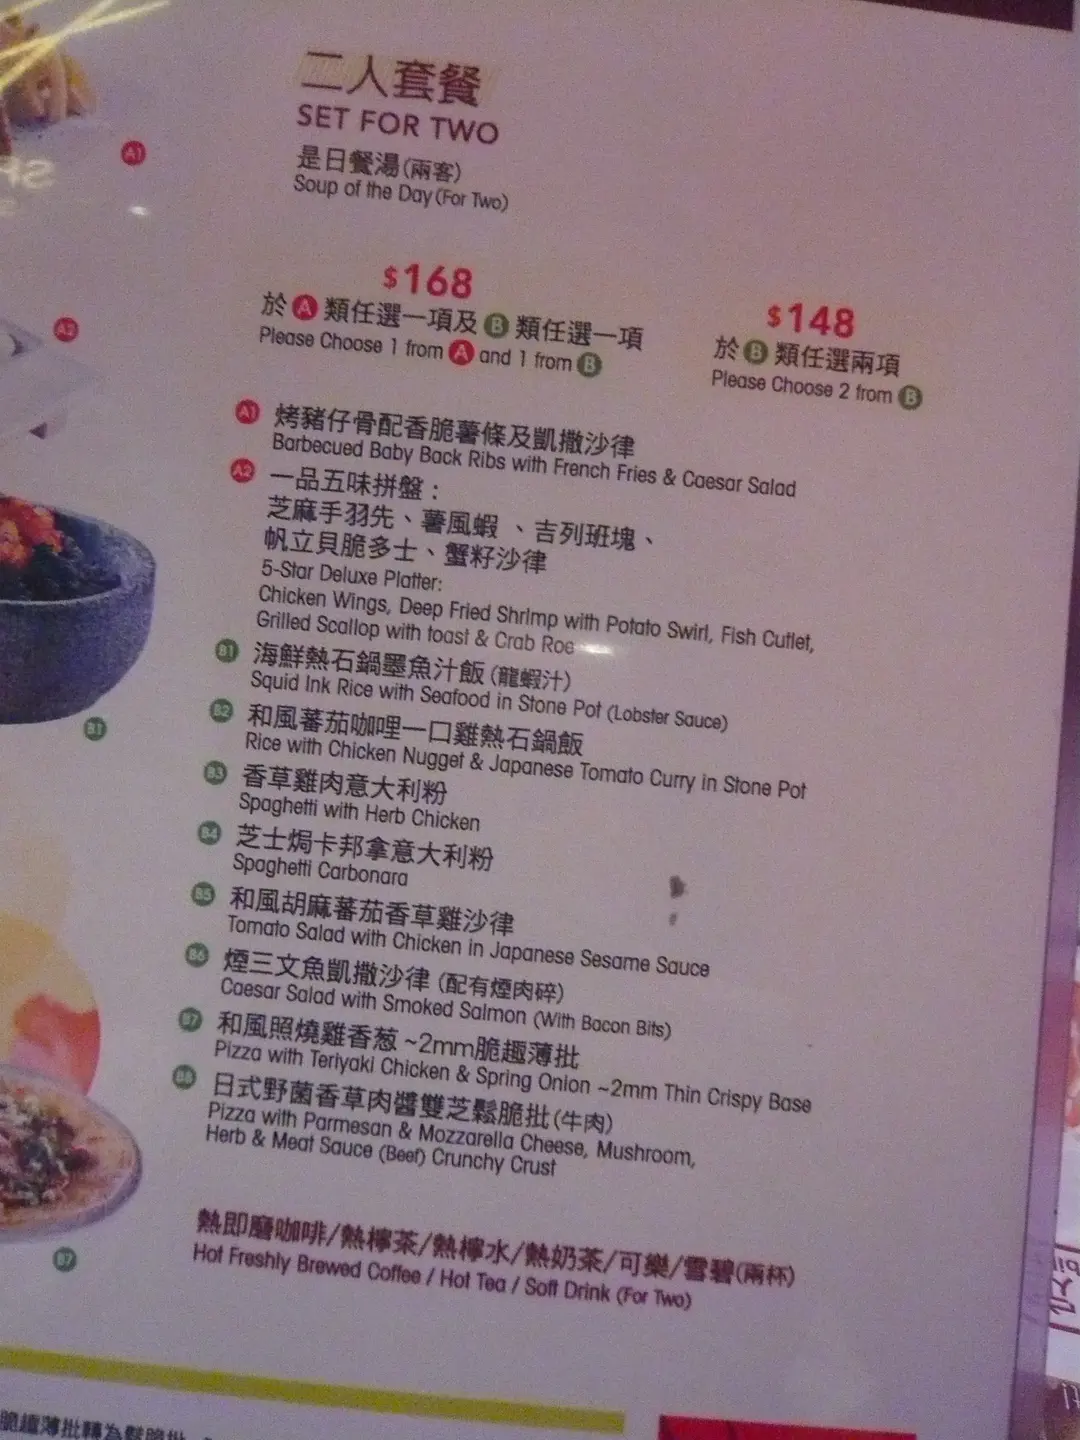 二人套餐
SET FOR TWO
是日餐湯(兩客)
Soup of the Day (For Two)
$168
於 A 類任選一項及 B 類任選一項
Please Choose 1 from A and 1 from B
$148
於 B 類任選兩項
Please Choose 2 from B
A1
A1 烤豬仔骨配香脆薯條及凱撒沙律
Barbecued Baby Back Ribs with French Fries & Caesar Salad
A2
A2 一品五味拼盤：
芝麻手羽先、薯風蝦 、吉列班塊、
帆立貝脆多士、蟹籽沙律
5-Star Deluxe Platter:
Chicken Wings, Deep Fried Shrimp with Potato Swirl, Fish Cutlet,
Grilled Scallop with toast & Crab Roe
B1 海鮮熱石鍋墨魚汁飯 (龍蝦汁)
Squid Ink Rice with Seafood in Stone Pot (Lobster Sauce)
B1
B2 和風蕃茄咖哩一口雞熱石鍋飯
Rice with Chicken Nugget & Japanese Tomato Curry in Stone Pot
B3 香草雞肉意大利粉
Spaghetti with Herb Chicken
B4 芝士焗卡邦拿意大利粉
Spaghetti Carbonara
B5 和風胡麻蕃茄香草雞沙律
Tomato Salad with Chicken in Japanese Sesame Sauce
B6 煙三文魚凱撒沙律 (配有煙肉碎)
Caesar Salad with Smoked Salmon (With Bacon Bits)
B7 和風照燒雞香葱 ~2mm脆趣薄批
Pizza with Teriyaki Chicken & Spring Onion ~2mm Thin Crispy Base
B8 日式野菌香草肉醬雙芝鬆脆批 (牛肉)
Pizza with Parmesan & Mozzarella Cheese, Mushroom,
Herb & Meat Sauce (Beef) Crunchy Crust
B7
熱即磨咖啡/熱檸茶/熱檸水/熱奶茶/可樂/雪碧(兩杯)
Hot Freshly Brewed Coffee / Hot Tea / Soft Drink (For Two)
脆趣薄批轉為鬆脆批